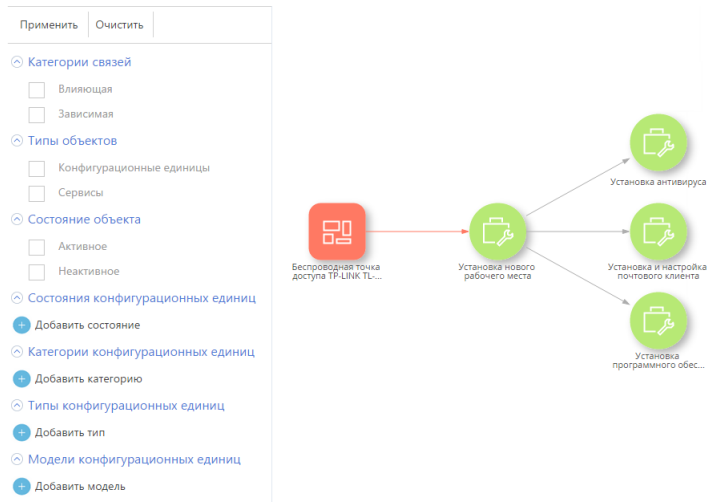 Применить Очистить
Категории связей
Влияющая
Зависимая
Типы объектов
Конфигурационные единицы
Сервисы
Состояние объекта
Активное
Неактивное
Состояния конфигурационных единиц
Добавить состояние
Категории конфигурационных единиц
Добавить категорию
Типы конфигурационных единиц
Добавить тип
Модели конфигурационных единиц
Добавить модель
Беспроводная точка
доступа TP-LINK TL-...
Установка нового
рабочего места
Установка антивируса
Установка и настройка
почтового клиента
Установка
программного обес...